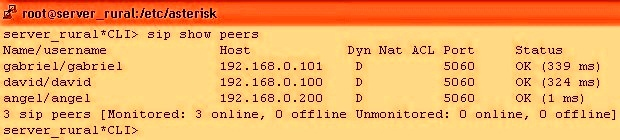 root@server_rural:/etc/asterisk
server_rural*CLI> sip show peers
Name/username Host Dyn Nat ACL Port Status
gabriel/gabriel 192.168.0.101 D 5060 OK (339 ms)
david/david 192.168.0.100 D 5060 OK (324 ms)
angel/angel 192.168.0.200 D 5060 OK (1 ms)
3 sip peers [Monitored: 3 online, 0 offline Unmonitored: 0 online, 0 offline]
server_rural*CLI>